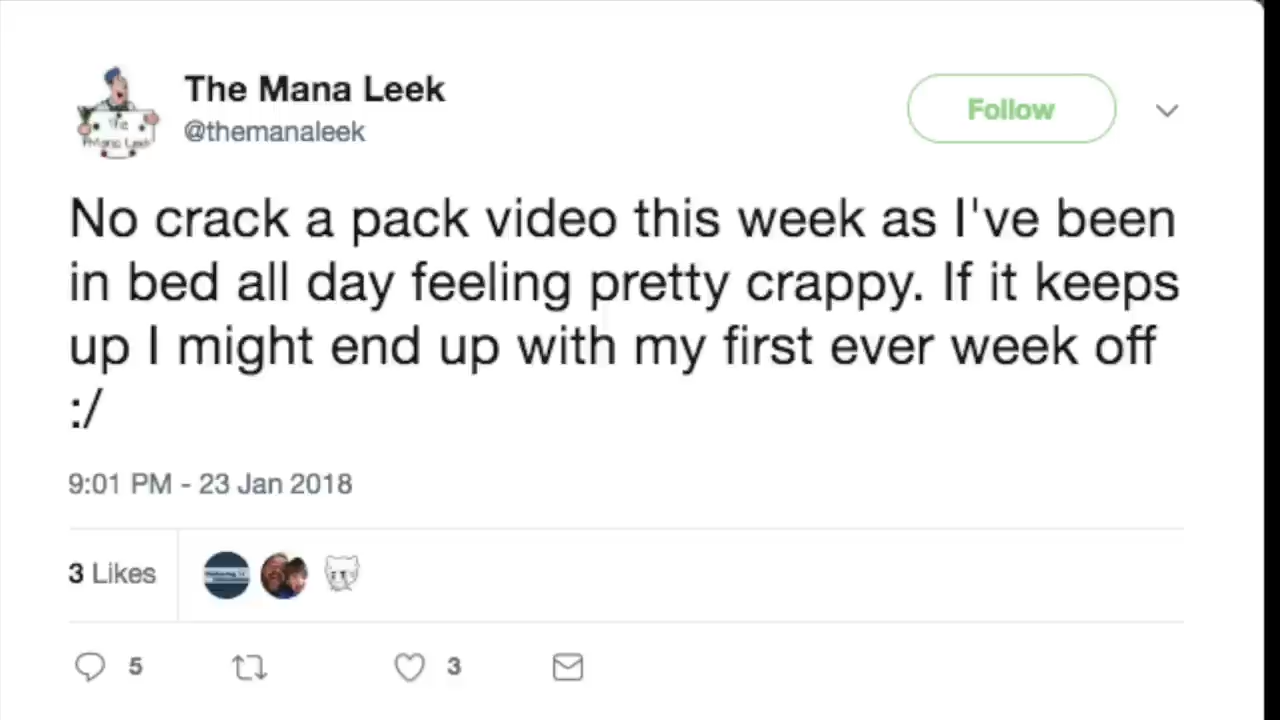 The Mana Leek
@themanaleek
Follow
No crack a pack video this week as I've been
in bed all day feeling pretty crappy. If it keeps
up I might end up with my first ever week off
:/
9:01 PM - 23 Jan 2018
3 Likes
5
3